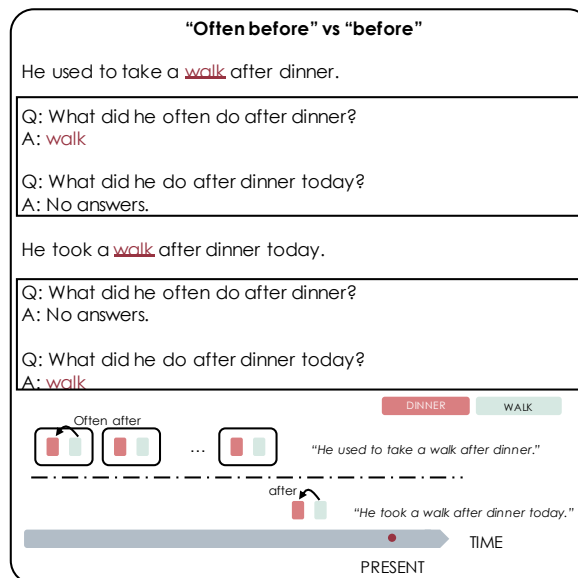 "Often before" vs "before"
He used to take a walk after dinner.
Q: What did he often do after dinner?
A: walk
Q: What did he do after dinner today?
A: No answers.
He took a walk after dinner today.
Q: What did he often do after dinner?
A: No answers.
Q: What did he do after dinner today?
A: walk
DINNER WALK
Often after
... "He used to take a walk after dinner."
after
"He took a walk after dinner today."
TIME
PRESENT